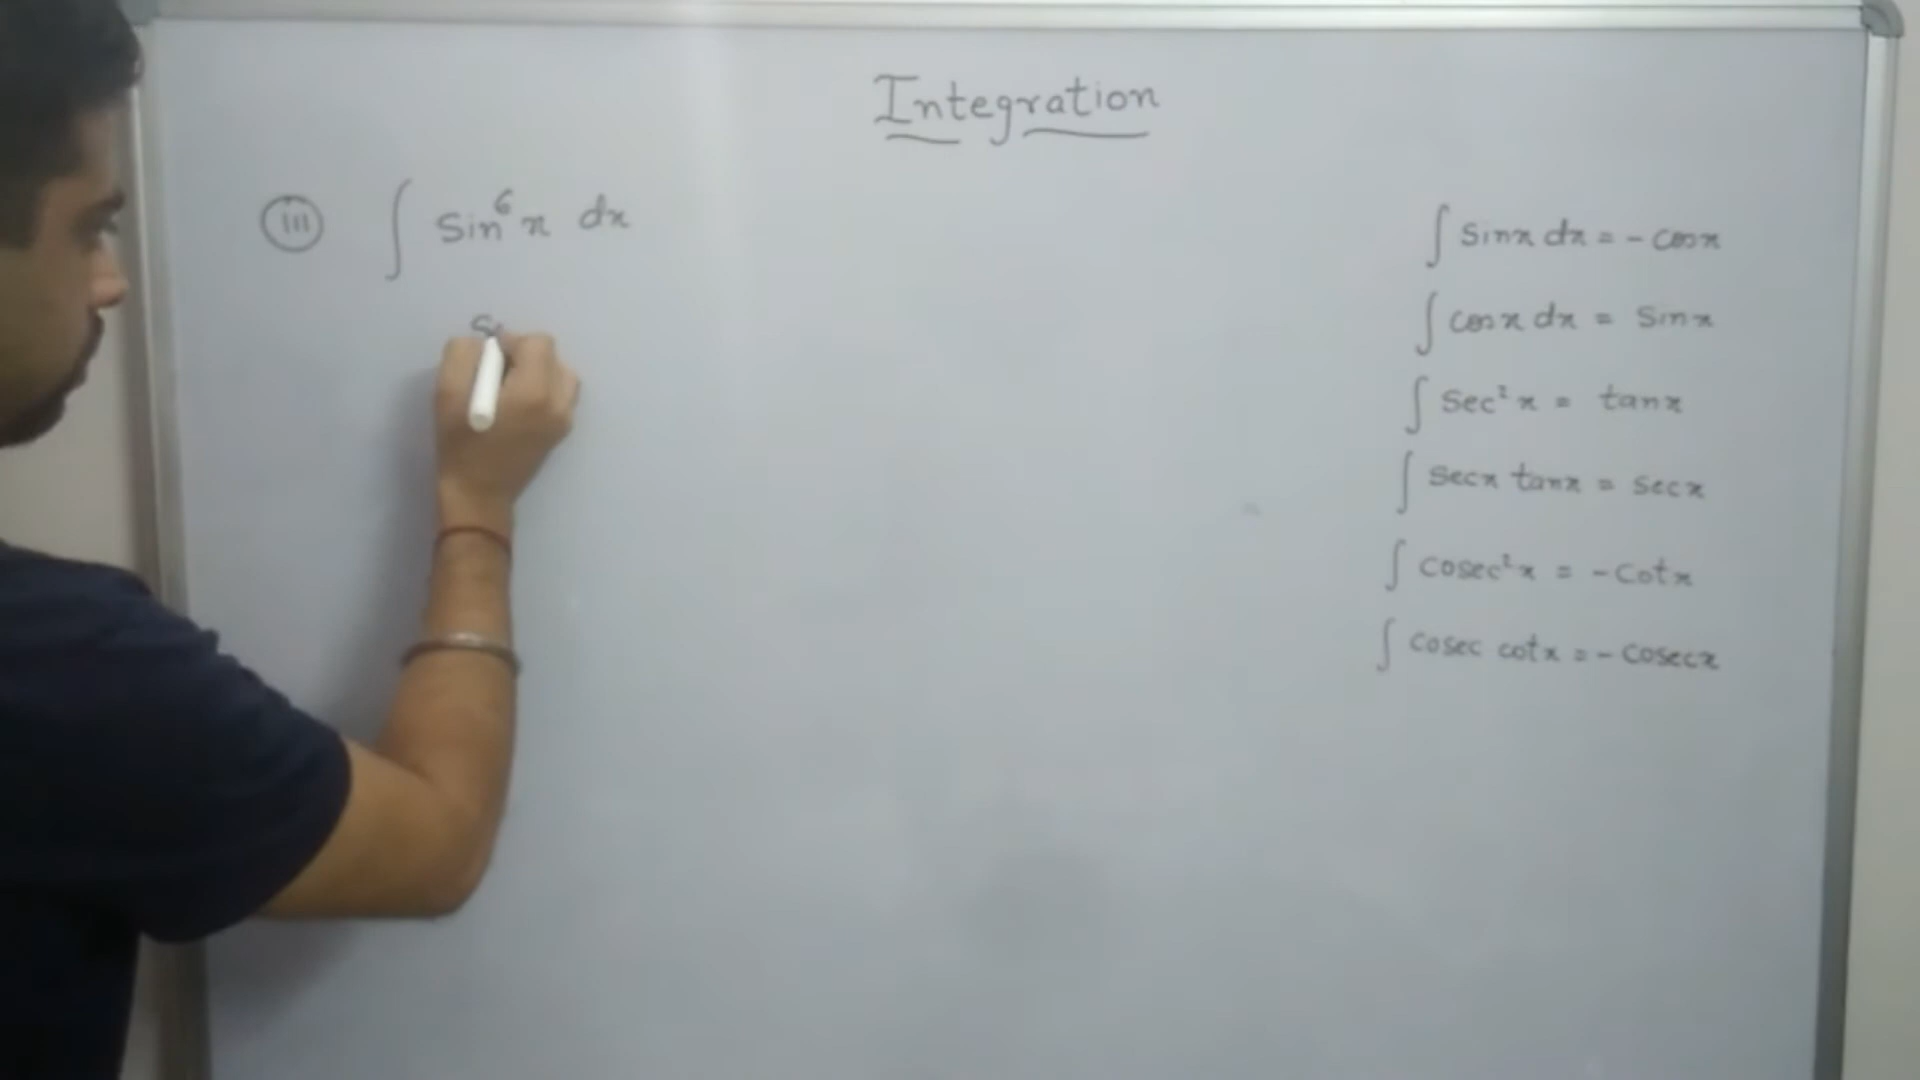 Integration
(III) ∫ sin⁶x dx
s
∫ sinx dx = - cosx
∫ cosx dx = sinx
∫ sec²x = tanx
∫ secx tanx = secx
∫ cosec²x = -cotx
∫ cosec cotx = - cosecx